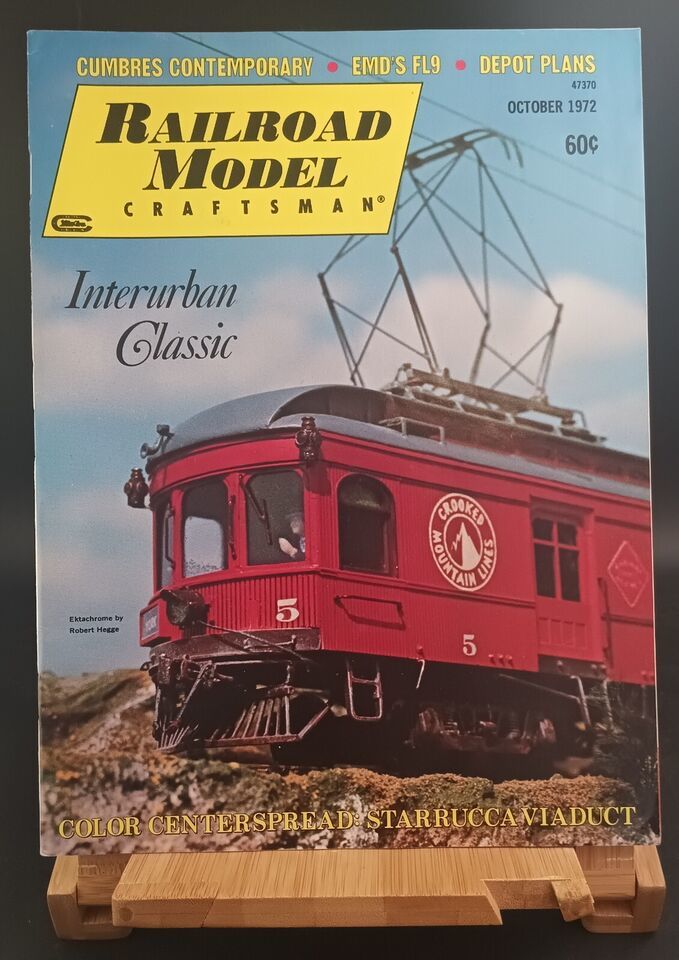 CUMBRES CONTEMPORARY • EMD'S FL9 • DEPOT PLANS
47370
OCTOBER 1972
60¢
RAILROAD
MODEL
CRAFTSMAN®
Interurban
Classic
CROOKED
MOUNTAIN LINES
5
5
Ektachrome by
Robert Hegge
COLOR CENTERSPREAD: STARRUCCA VIADUCT